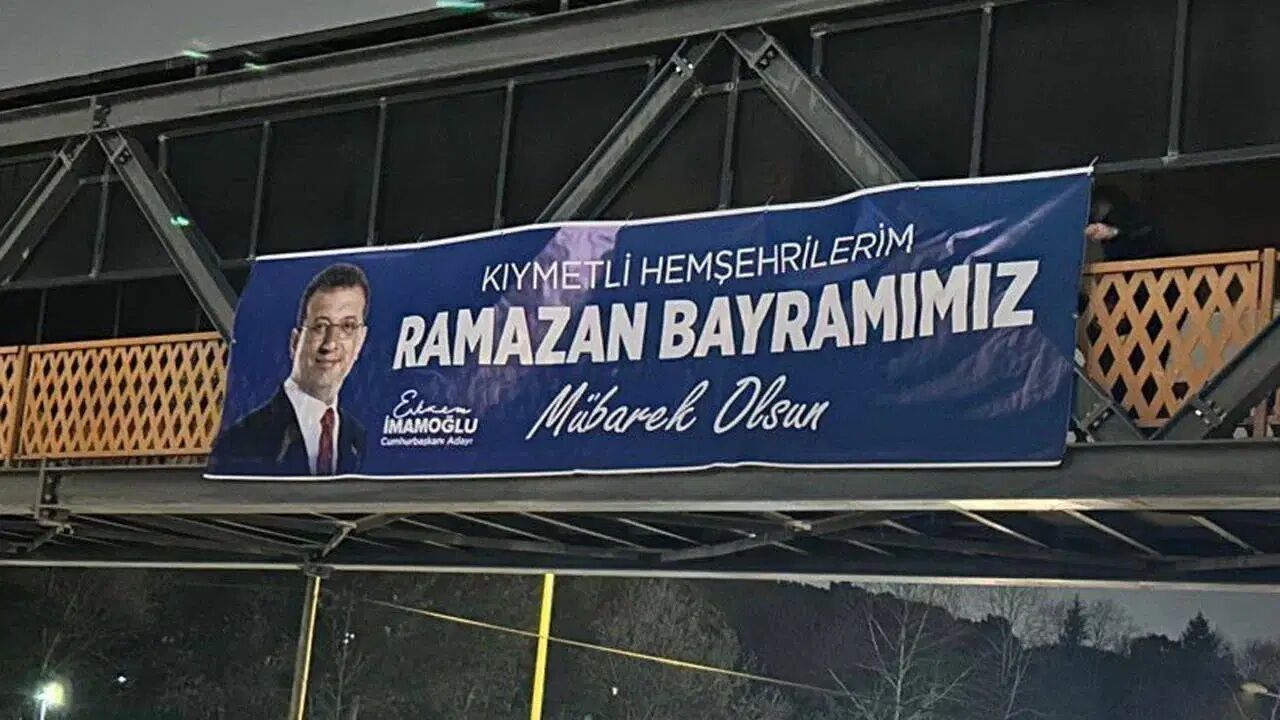 KIYMETLİ HEMŞEHRİLERİM
RAMAZAN BAYRAMIMIZ
Mübarek Olsun
Ekrem
İMAMOĞLU
Cumhurbaşkanı Adayı